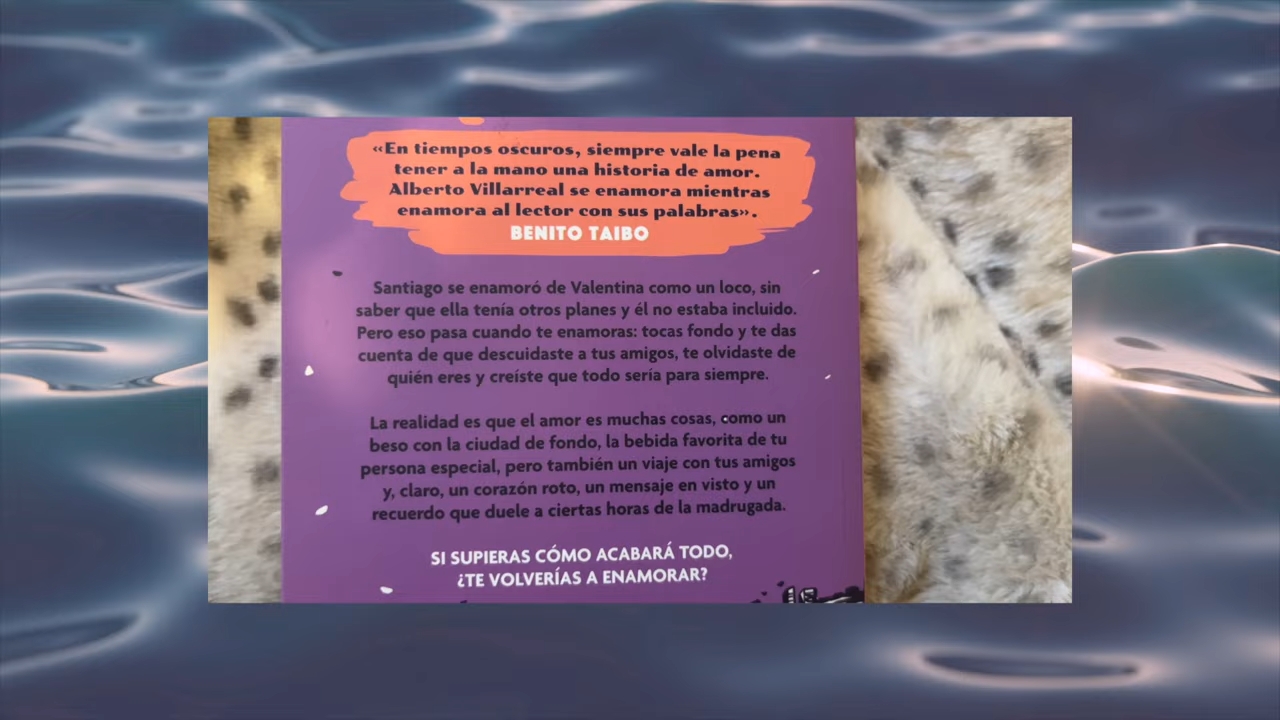 «En tiempos oscuros, siempre vale la pena
tener a la mano una historia de amor.
Alberto Villarreal se enamora mientras
enamora al lector con sus palabras».
BENITO TAIBO
Santiago se enamoró de Valentina como un loco, sin
saber que ella tenía otros planes y él no estaba incluido.
Pero eso pasa cuando te enamoras: tocas fondo y te das
cuenta de que descuidaste a tus amigos, te olvidaste de
quién eres y creíste que todo sería para siempre.
La realidad es que el amor es muchas cosas, como un
beso con la ciudad de fondo, la bebida favorita de tu
persona especial, pero también un viaje con tus amigos
y, claro, un corazón roto, un mensaje en visto y un
recuerdo que duele a ciertas horas de la madrugada.
SI SUPIERAS CÓMO ACABARÁ TODO,
¿TE VOLVERÍAS A ENAMORAR?